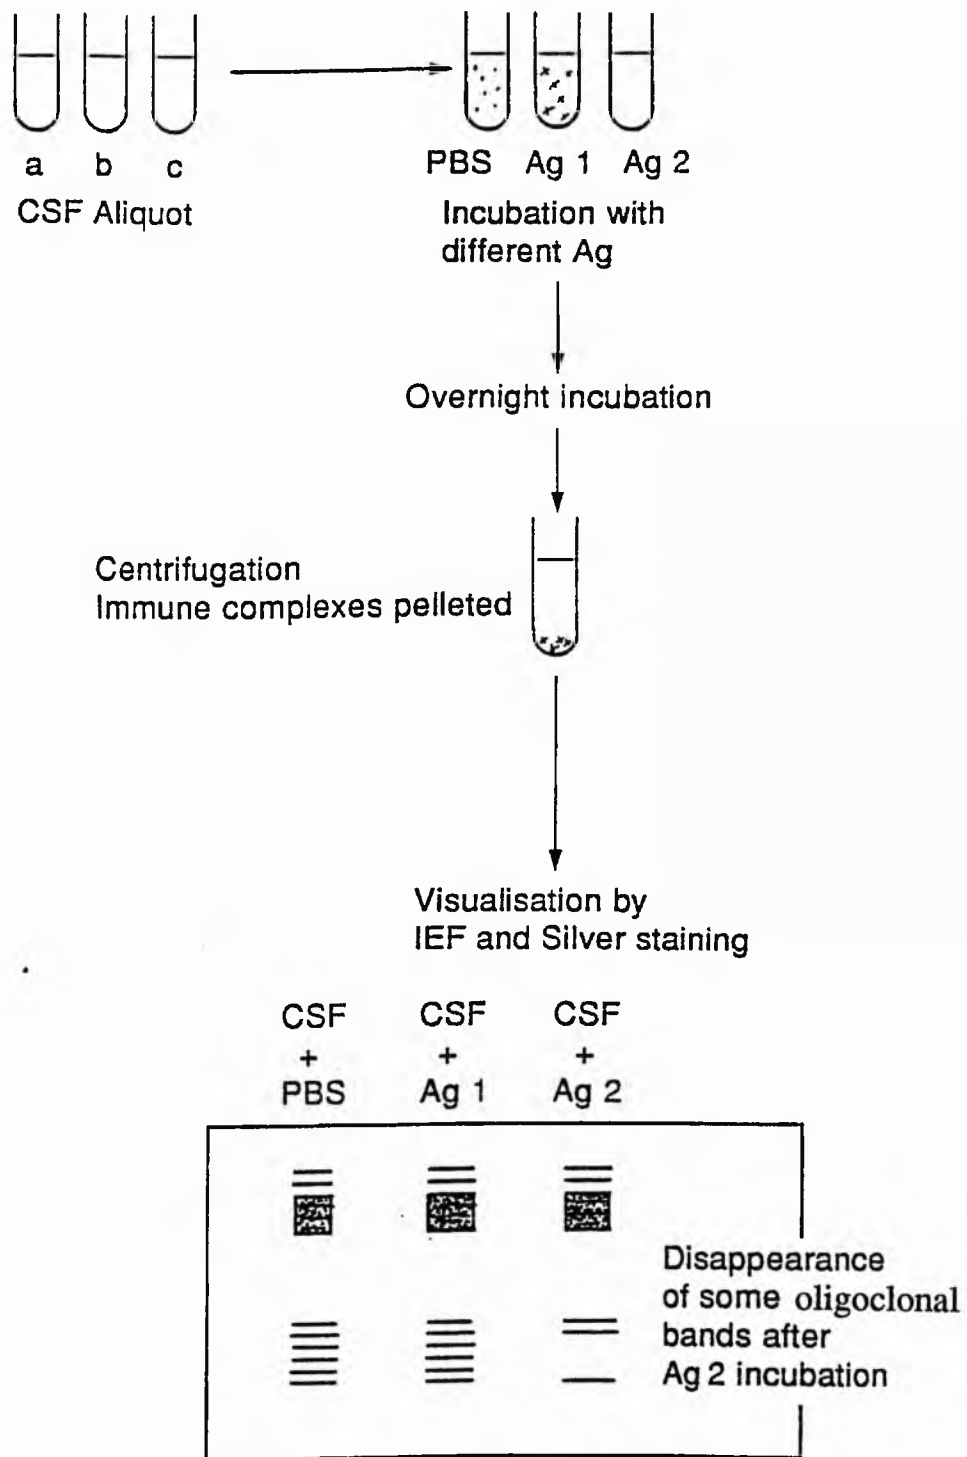 a b c
CSF Aliquot
PBS Ag 1 Ag 2
Incubation with
different Ag
Overnight incubation
Centrifugation
Immune complexes pelleted
Visualisation by
IEF and Silver staining
CSF CSF CSF
+ + +
PBS Ag 1 Ag 2
Disappearance
of some oligoclonal
bands after
Ag 2 incubation